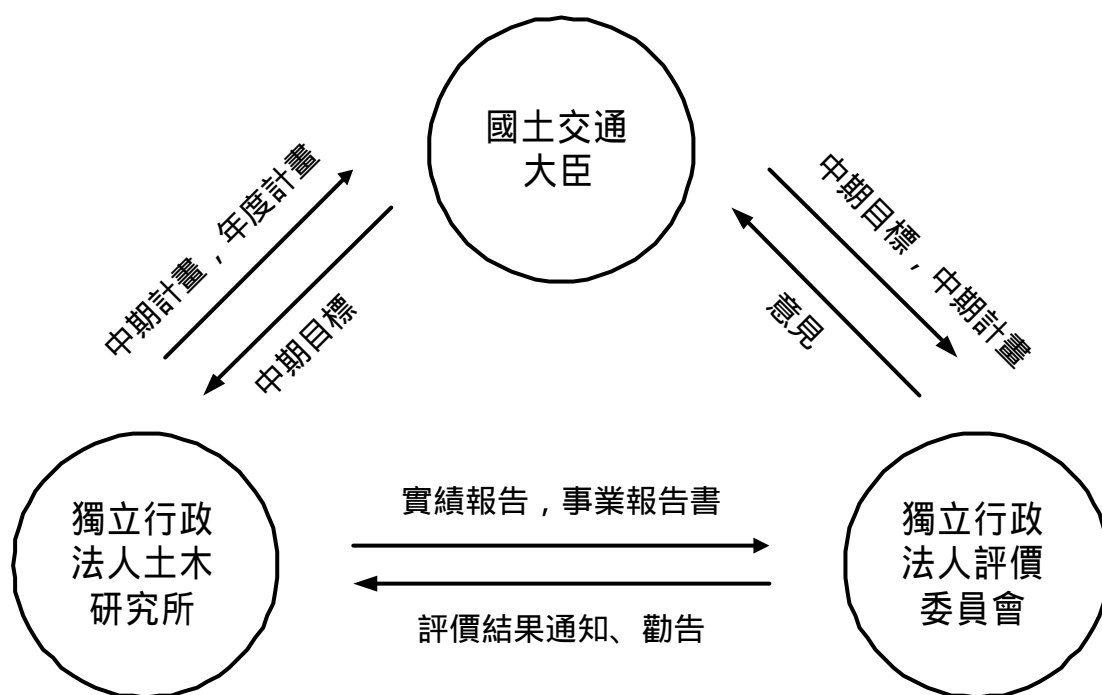 國土交通
大臣
中期計畫，年度計畫
中期目標
中期目標，中期計畫
意見
獨立行政
法人土木
研究所
實績報告，事業報告書
評價結果通知、勸告
獨立行政
法人評價
委員會